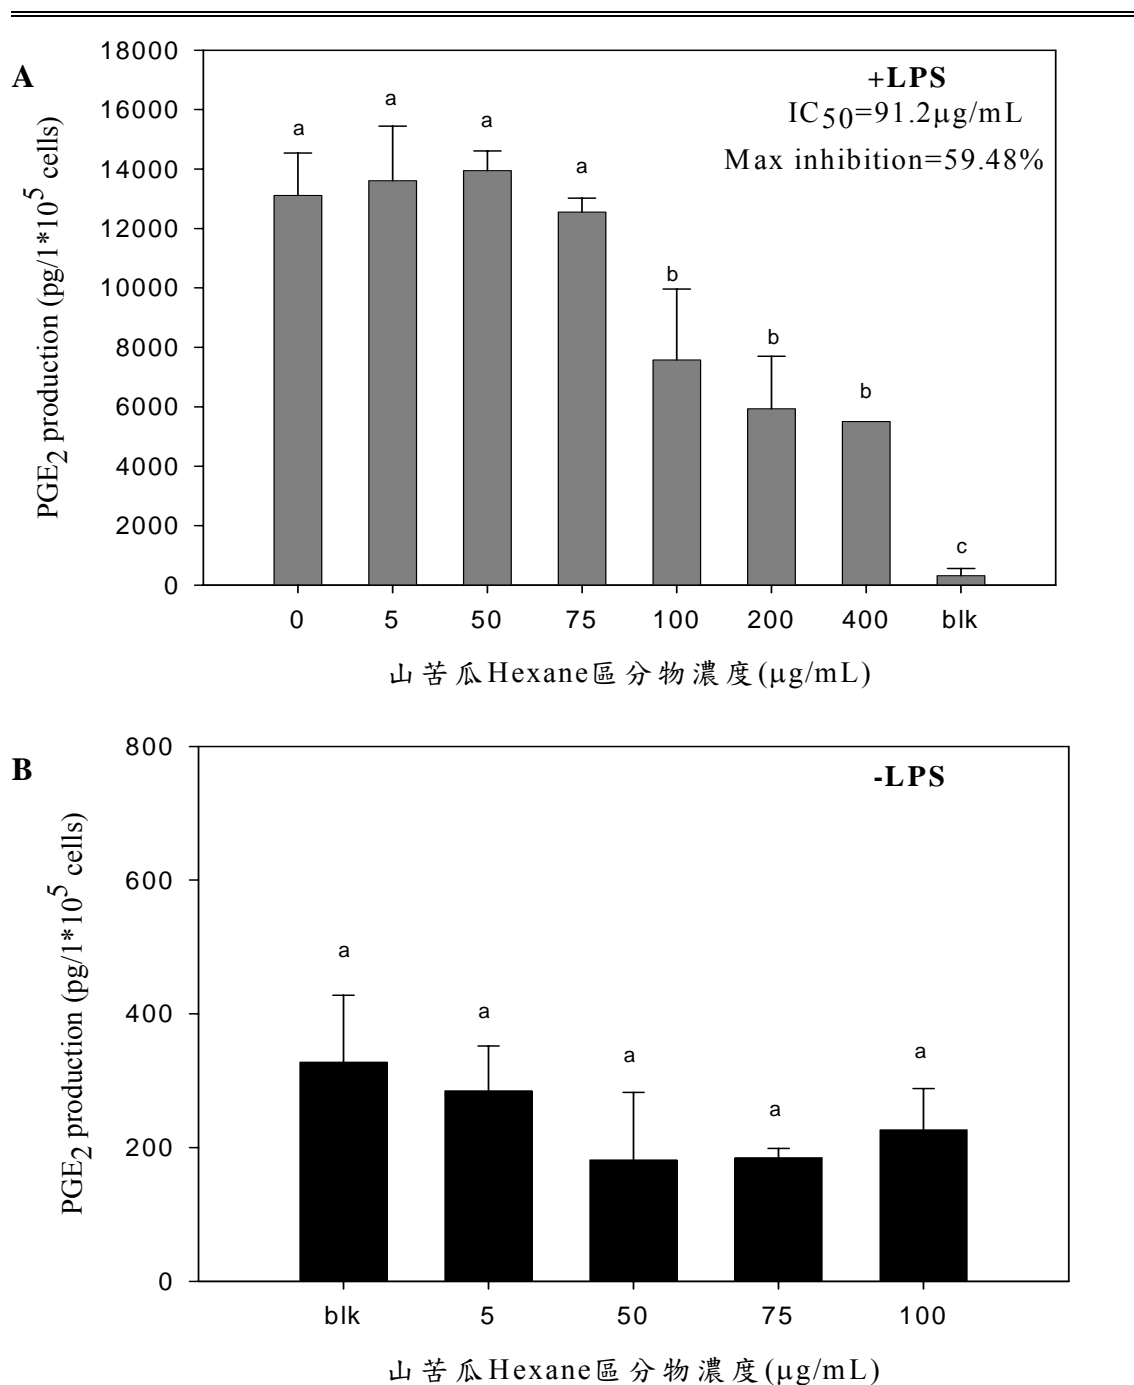 A
+LPS
IC50=91.2μg/mL
Max inhibition=59.48%
PGE2 production (pg/1*10^5 cells)
18000
16000
14000
12000
10000
8000
6000
4000
2000
0
a
a
a
a
b
b
b
c
0 5 50 75 100 200 400 blk
山苦瓜Hexane區分物濃度(μg/mL)
B
-LPS
PGE2 production (pg/1*10^5 cells)
800
600
400
200
0
a
a
a
a
a
blk 5 50 75 100
山苦瓜Hexane區分物濃度(μg/mL)